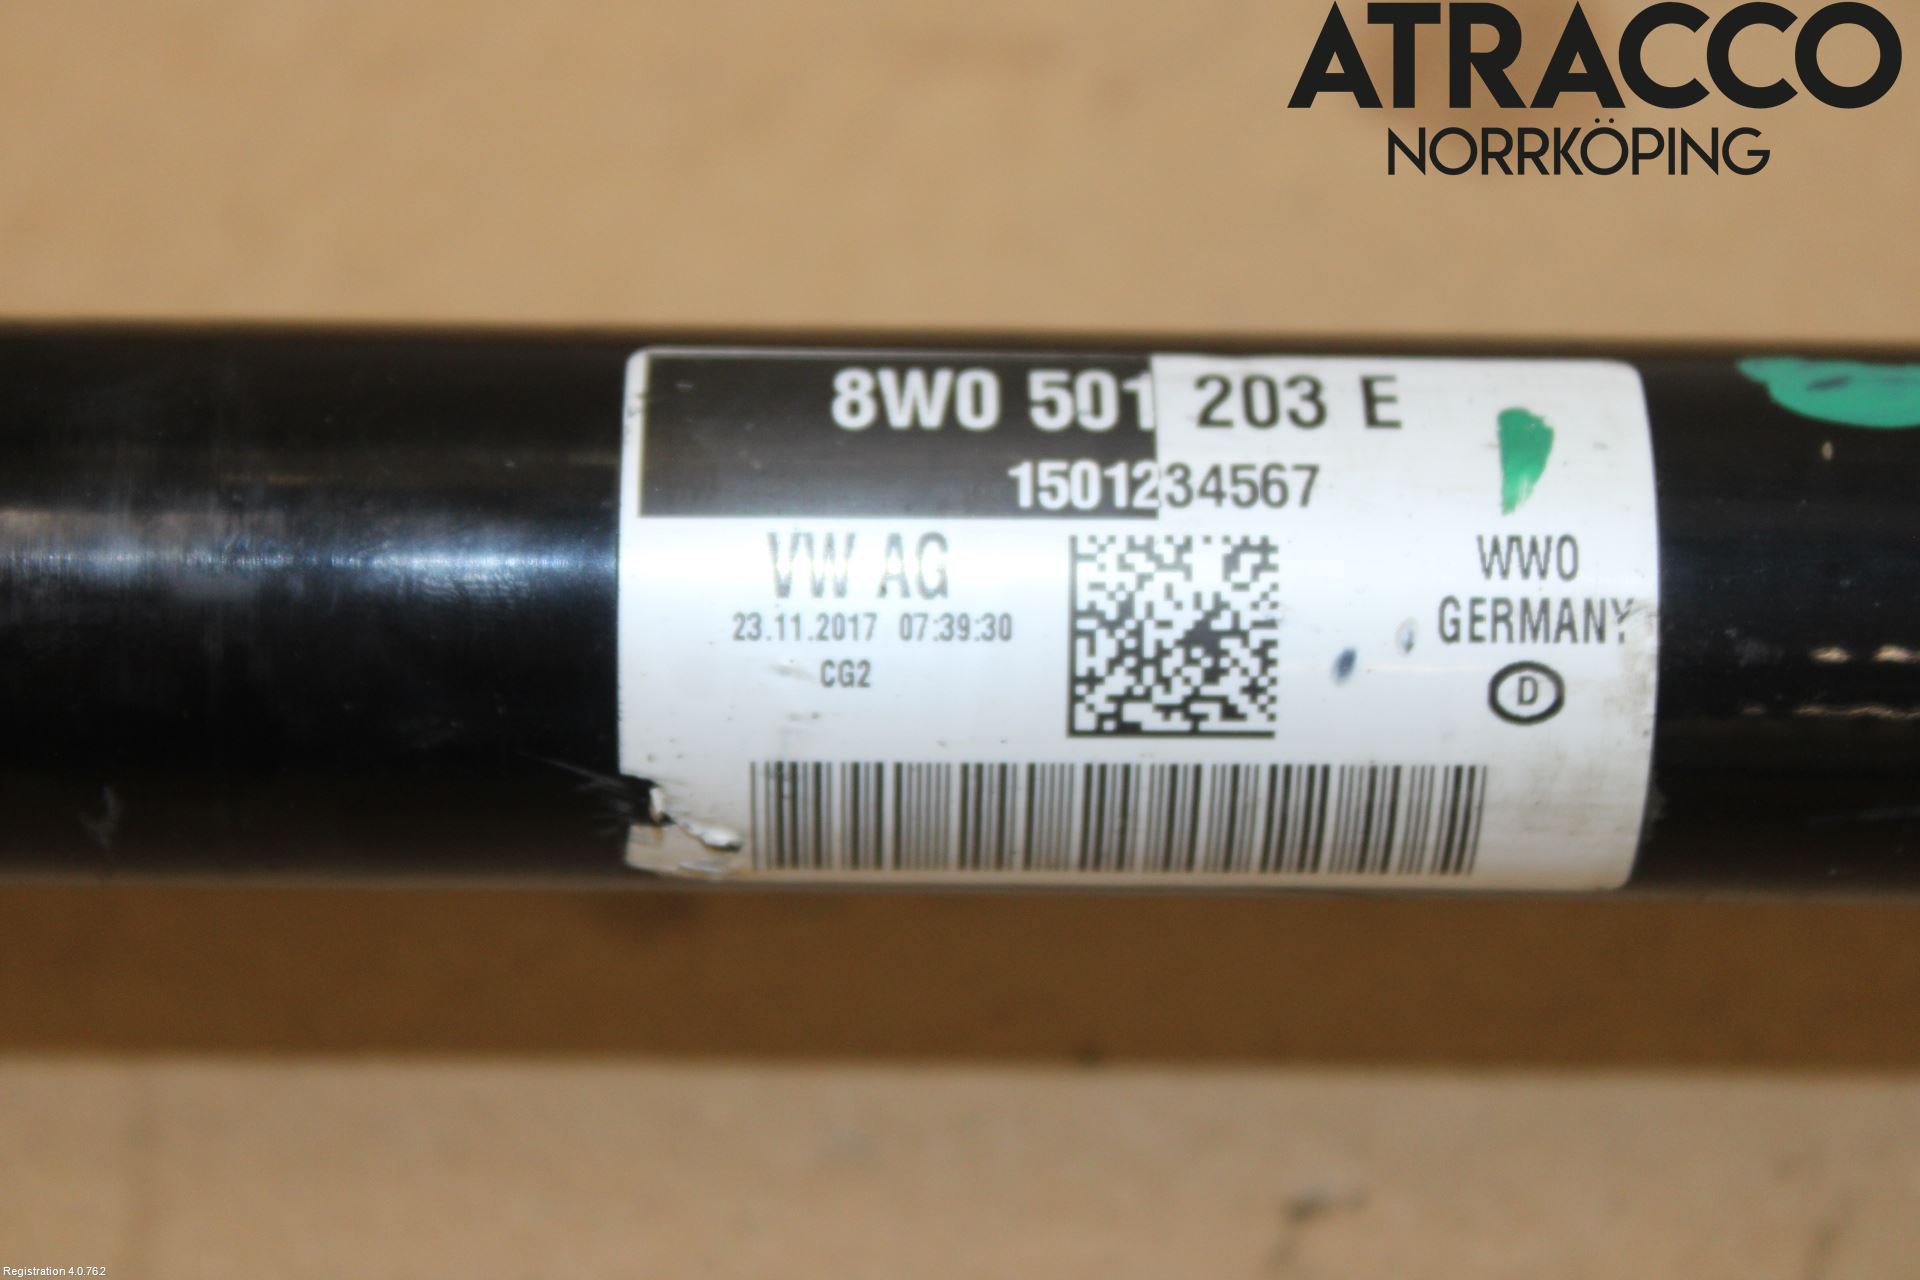 ATRACCO
NORRKÖPING
8W0 501 203 E
1501234567
VW AG
23.11.2017 07:39:30
CG2
WWO
GERMANY
D
Registration 4.0.762